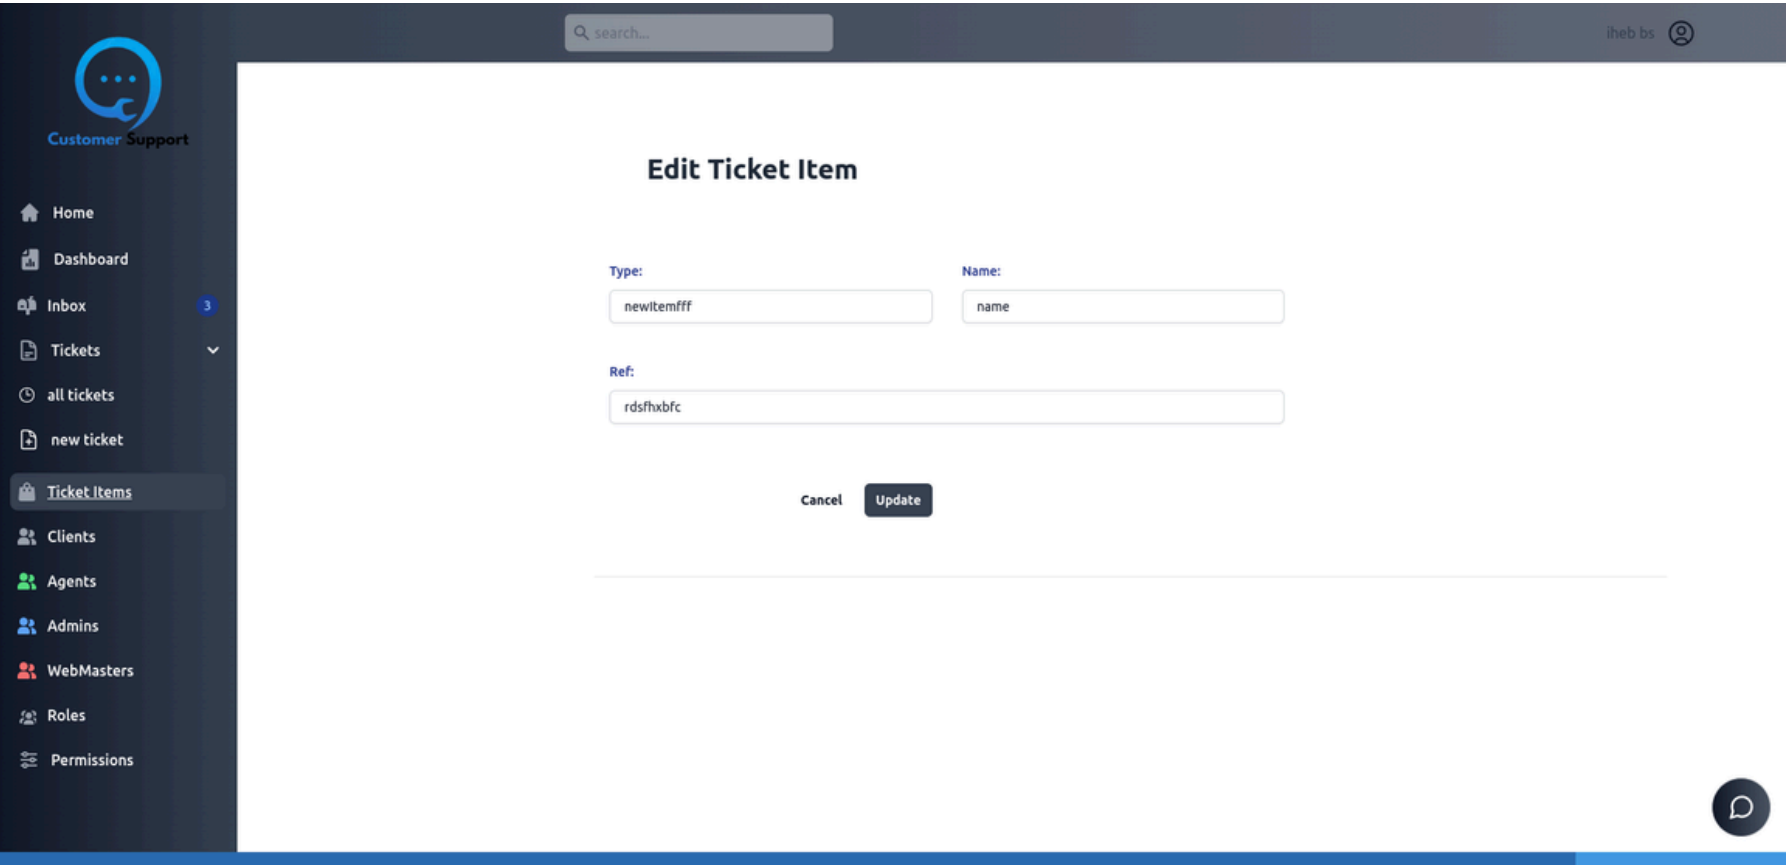 search...
iheb bs
Customer Support
Home
Dashboard
Inbox 3
Tickets
all tickets
new ticket
Ticket Items
Clients
Agents
Admins
WebMasters
Roles
Permissions
Edit Ticket Item
Type: Name:
newItemfff name
Ref:
rdsfhxbfc
Cancel Update